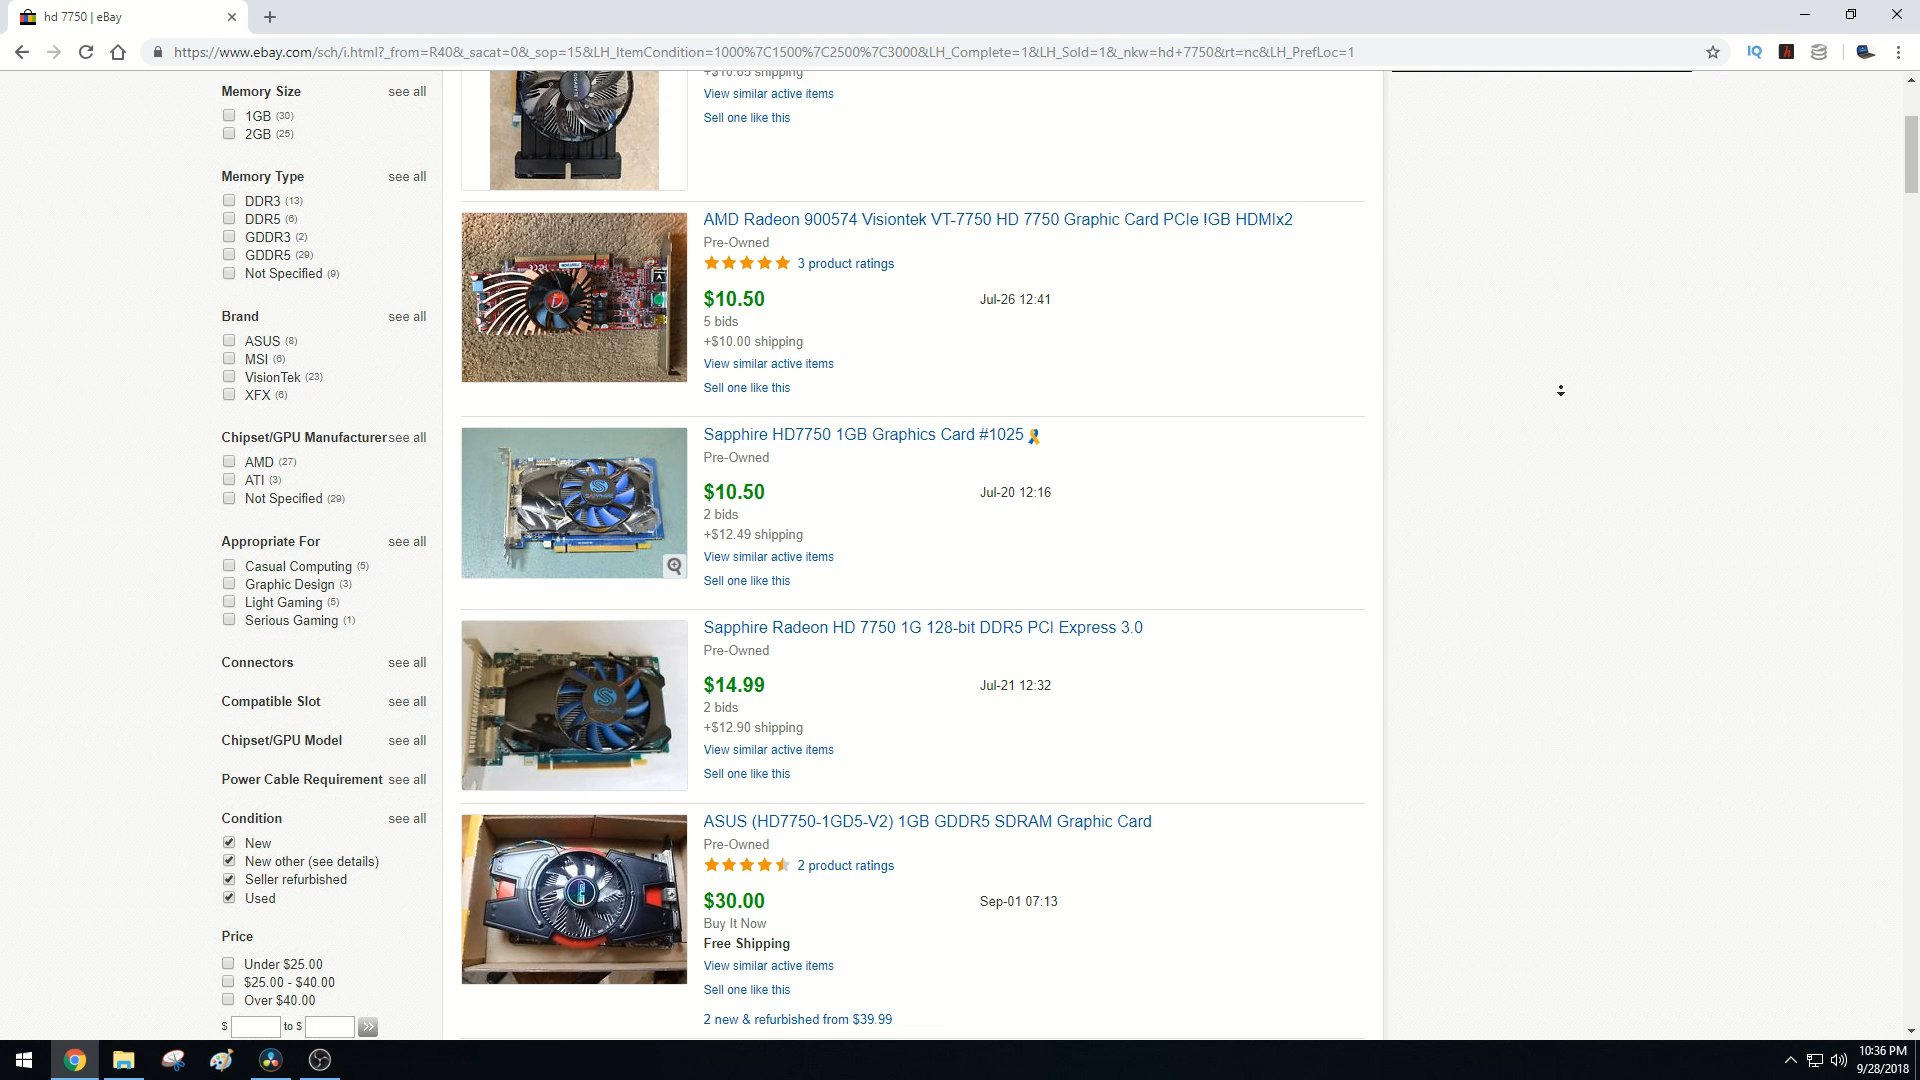 hd 7750 | eBay
https://www.ebay.com/sch/i.html?_from=R40&_sacat=0&_sop=15&LH_ItemCondition=1000%7C1500%7C2500%7C3000&LH_Complete=1&LH_Sold=1&_nkw=hd+7750&rt=nc&LH_PrefLoc=1
IQ
h
Memory Size see all
1GB (30)
2GB (25)
Memory Type see all
DDR3 (13)
DDR5 (6)
GDDR3 (2)
GDDR5 (29)
Not Specified (9)
Brand see all
ASUS (8)
MSI (6)
VisionTek (23)
XFX (6)
Chipset/GPU Manufacturer see all
AMD (27)
ATI (3)
Not Specified (29)
Appropriate For see all
Casual Computing (5)
Graphic Design (3)
Light Gaming (5)
Serious Gaming (1)
Connectors see all
Compatible Slot see all
Chipset/GPU Model see all
Power Cable Requirement see all
Condition see all
New
New other (see details)
Seller refurbished
Used
Price
Under $25.00
$25.00 - $40.00
Over $40.00
$ to $
+$10.65 shipping
View similar active items
Sell one like this
AMD Radeon 900574 Visiontek VT-7750 HD 7750 Graphic Card PCIe !GB HDMIx2
Pre-Owned
3 product ratings
$10.50 Jul-26 12:41
5 bids
+$10.00 shipping
View similar active items
Sell one like this
Sapphire HD7750 1GB Graphics Card #1025
Pre-Owned
$10.50 Jul-20 12:16
2 bids
+$12.49 shipping
View similar active items
Sell one like this
SAPPHIRE
Sapphire Radeon HD 7750 1G 128-bit DDR5 PCI Express 3.0
Pre-Owned
$14.99 Jul-21 12:32
2 bids
+$12.90 shipping
View similar active items
Sell one like this
SAPPHIRE
ASUS (HD7750-1GD5-V2) 1GB GDDR5 SDRAM Graphic Card
Pre-Owned
2 product ratings
$30.00 Sep-01 07:13
Buy It Now
Free Shipping
View similar active items
Sell one like this
2 new & refurbished from $39.99
10:36 PM
9/28/2018